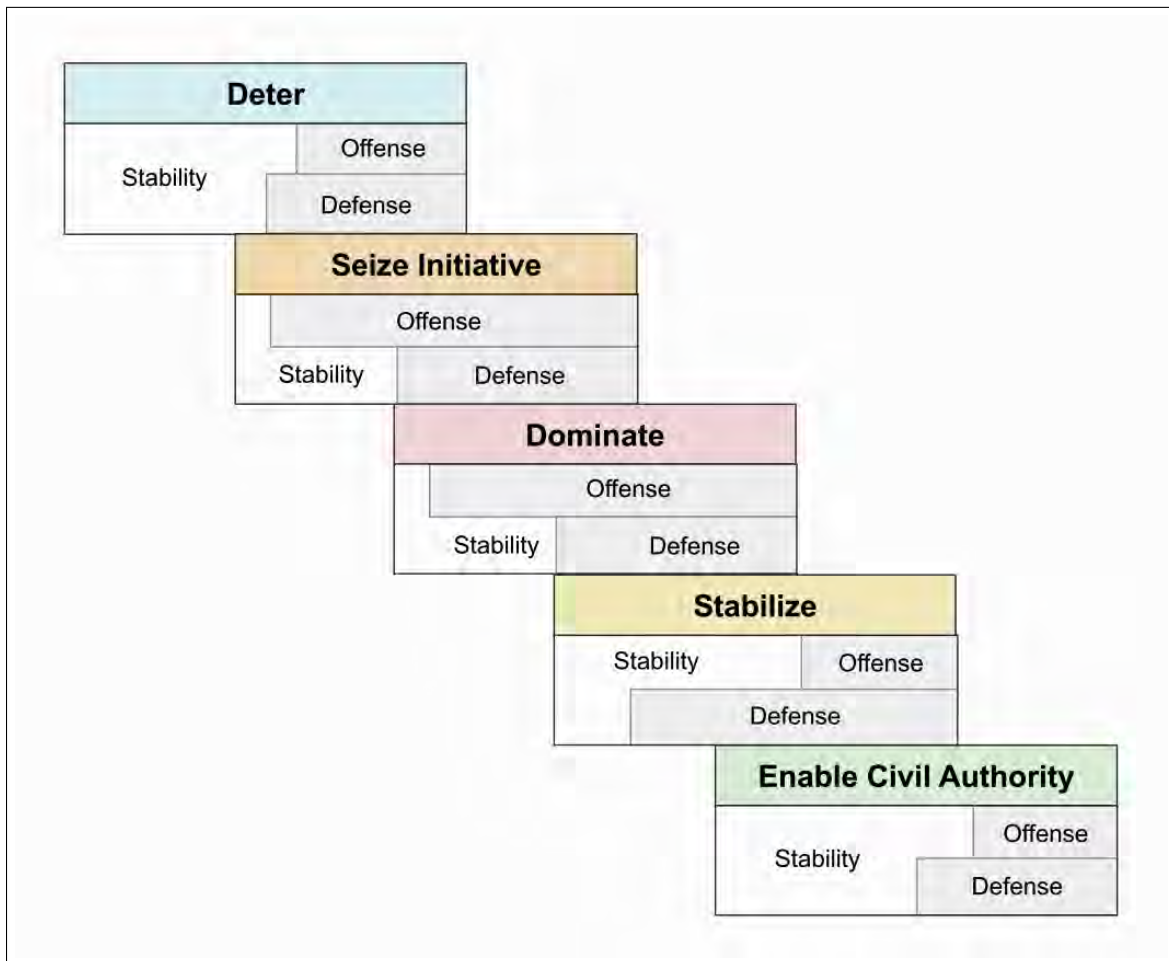 Deter
Offense
Stability
Defense
Seize Initiative
Offense
Stability
Defense
Dominate
Offense
Stability
Defense
Stabilize
Stability
Offense
Defense
Enable Civil Authority
Offense
Stability
Defense